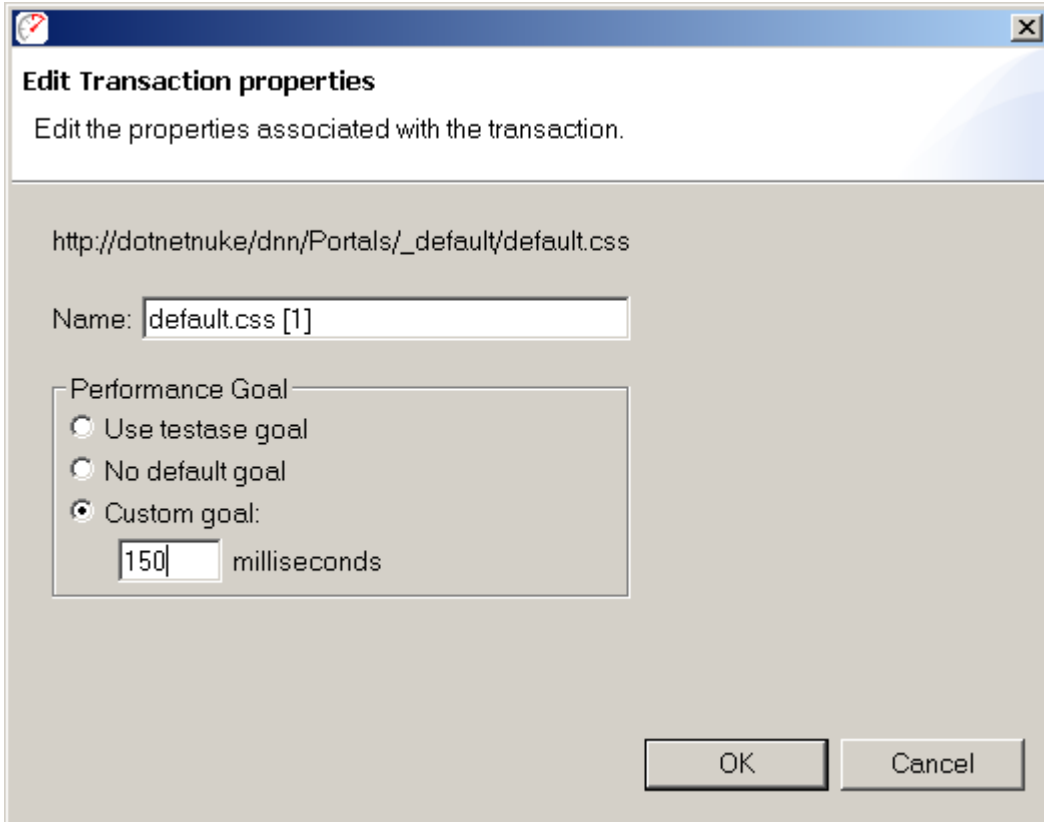 Edit Transaction properties
Edit the properties associated with the transaction.
http://dotnetnuke/dnn/Portals/_default/default.css
Name: default.css [1]
Performance Goal
Use testase goal
No default goal
Custom goal:
150 milliseconds
OK Cancel